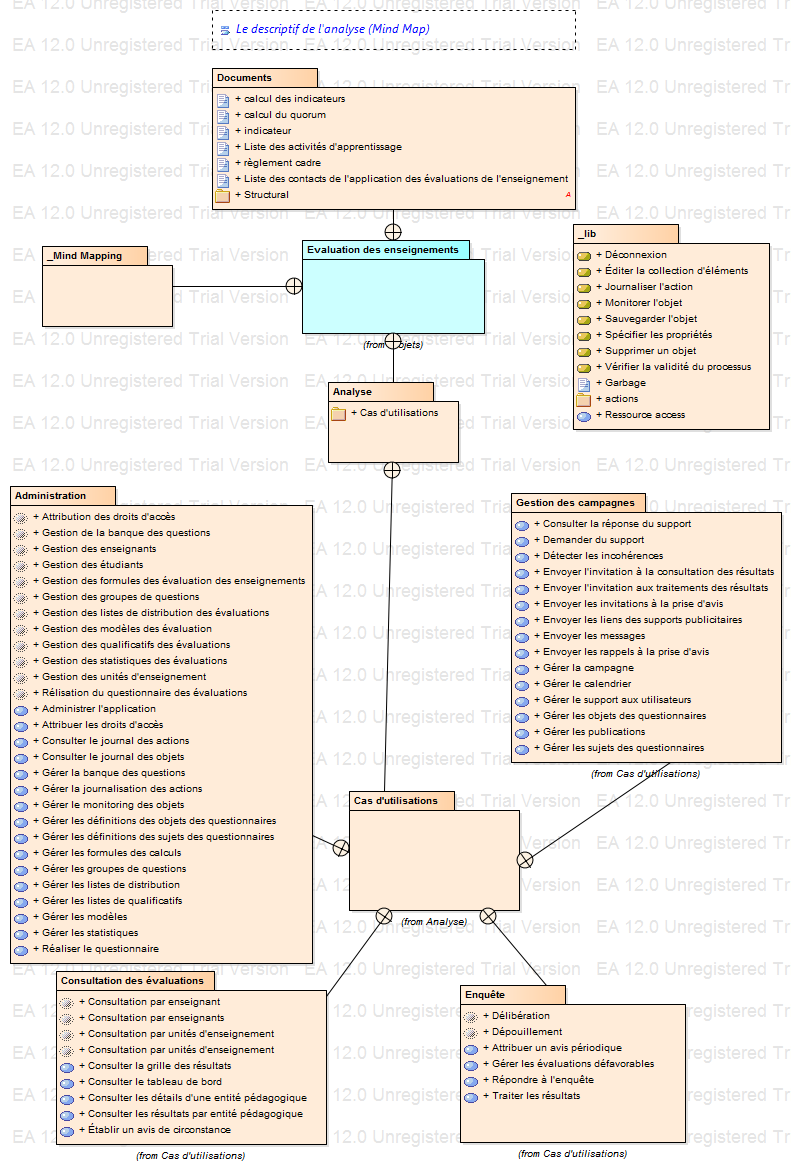 Le descriptif de l'analyse (Mind Map)
Documents
+ calcul des indicateurs
+ calcul du quorum
+ indicateur
+ Liste des activités d'apprentissage
+ règlement cadre
+ Liste des contacts de l'application des évaluations de l'enseignement
+ Structural
A
_Mind Mapping
Evaluation des enseignements
(from Objets)
_lib
+ Déconnexion
+ Éditer la collection d'éléments
+ Journaliser l'action
+ Monitorer l'objet
+ Sauvegarder l'objet
+ Spécifier les propriétés
+ Supprimer un objet
+ Vérifier la validité du processus
+ Garbage
+ actions
+ Ressource access
Analyse
+ Cas d'utilisations
Administration
+ Attribution des droits d'accès
+ Gestion de la banque des questions
+ Gestion des enseignants
+ Gestion des étudiants
+ Gestion des formules des évaluation des enseignements
+ Gestion des groupes de questions
+ Gestion des listes de distribution des évaluations
+ Gestion des modèles des évaluation
+ Gestion des qualificatifs des évaluations
+ Gestion des statistiques des évaluations
+ Gestion des unités d'enseignement
+ Rélisation du questionnaire des évaluations
+ Administrer l'application
+ Attribuer les droits d'accès
+ Consulter le journal des actions
+ Consulter le journal des objets
+ Gérer la banque des questions
+ Gérer la journalisation des actions
+ Gérer le monitoring des objets
+ Gérer les définitions des objets des questionnaires
+ Gérer les définitions des sujets des questionnaires
+ Gérer les formules des calculs
+ Gérer les groupes de questions
+ Gérer les listes de distribution
+ Gérer les listes de qualificatifs
+ Gérer les modèles
+ Gérer les statistiques
+ Réaliser le questionnaire
Gestion des campagnes
+ Consulter la réponse du support
+ Demander du support
+ Détecter les incohérences
+ Envoyer l'invitation à la consultation des résultats
+ Envoyer l'invitation aux traitements des résultats
+ Envoyer les invitations à la prise d'avis
+ Envoyer les liens des supports publicitaires
+ Envoyer les messages
+ Envoyer les rappels à la prise d'avis
+ Gérer la campagne
+ Gérer le calendrier
+ Gérer le support aux utilisateurs
+ Gérer les objets des questionnaires
+ Gérer les publications
+ Gérer les sujets des questionnaires
(from Cas d'utilisations)
Cas d'utilisations
(from Analyse)
Consultation des évaluations
+ Consultation par enseignant
+ Consultation par enseignants
+ Consultation par unités d'enseignement
+ Consultation par unités d'enseignement
+ Consulter la grille des résultats
+ Consulter le tableau de bord
+ Consulter les détails d'une entité pédagogique
+ Consulter les résultats par entité pédagogique
+ Établir un avis de circonstance
(from Cas d'utilisations)
Enquête
+ Délibération
+ Dépouillement
+ Attribuer un avis périodique
+ Gérer les évaluations défavorables
+ Répondre à l'enquête
+ Traiter les résultats
(from Cas d'utilisations)
EA 12.0 Unregistered Trial Version